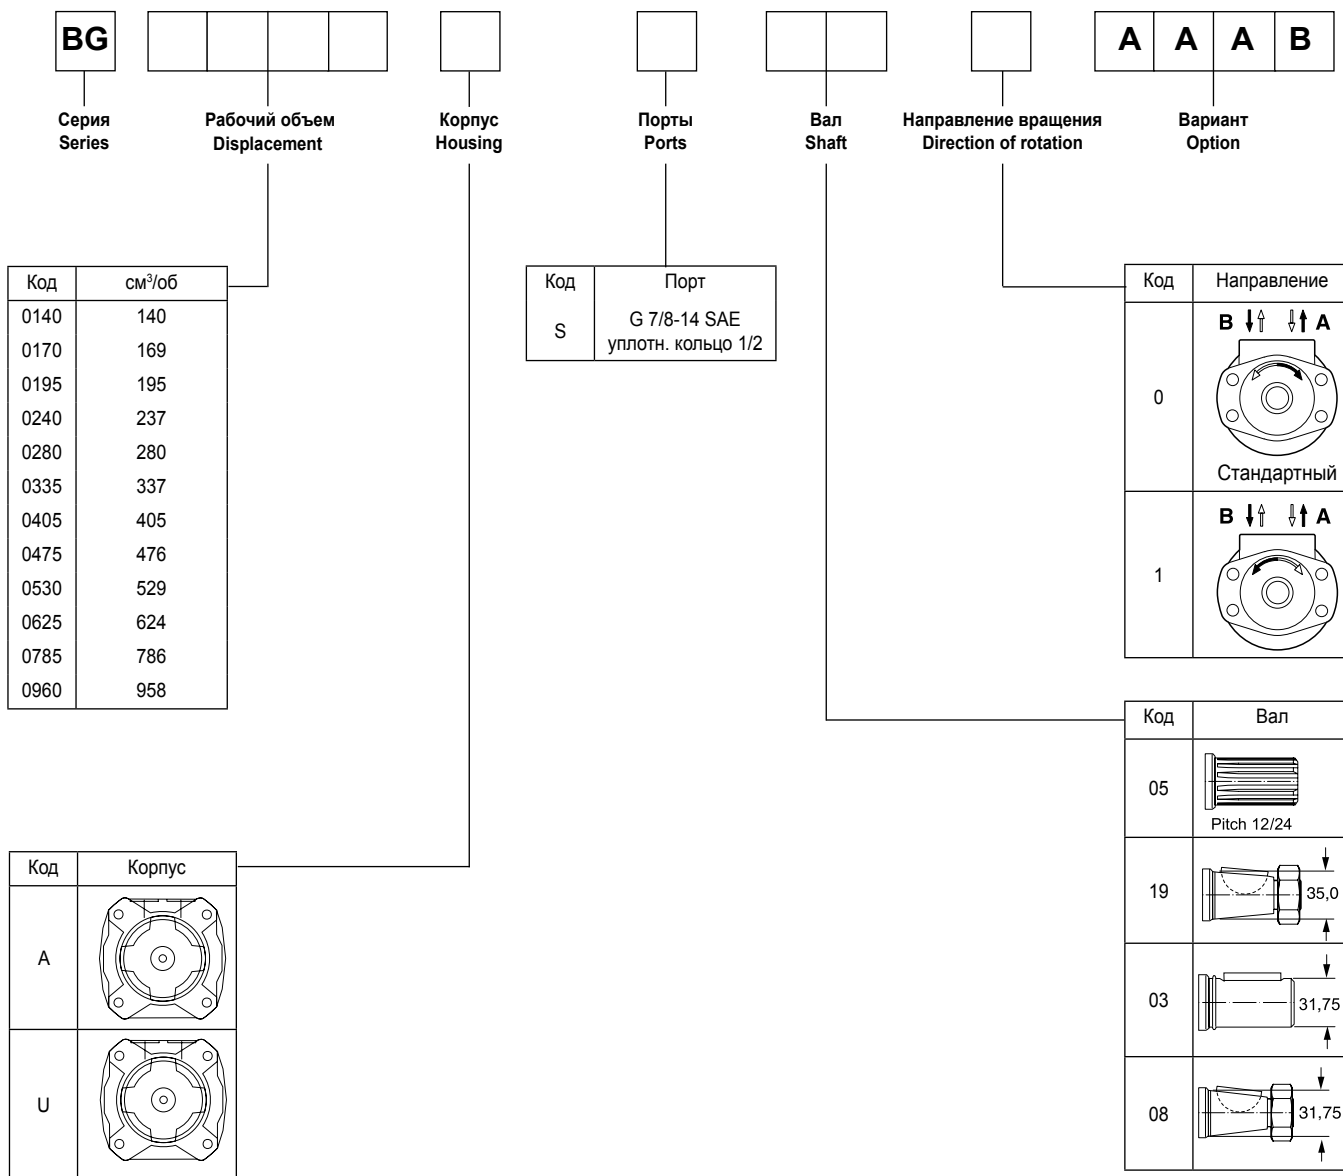 BG A A A B
Серия Рабочий объем Корпус Порты Вал Направление вращения Вариант
Series Displacement Housing Ports Shaft Direction of rotation Option
Код см³/об
0140 140
0170 169
0195 195
0240 237
0280 280
0335 337
0405 405
0475 476
0530 529
0625 624
0785 786
0960 958
Код Порт
S G 7/8-14 SAE
уплотн. кольцо 1/2
Код Направление
B A
0
Стандартный
B A
1
Код Вал
05
Pitch 12/24
19 35,0
03 31,75
08 31,75
Код Корпус
A
U